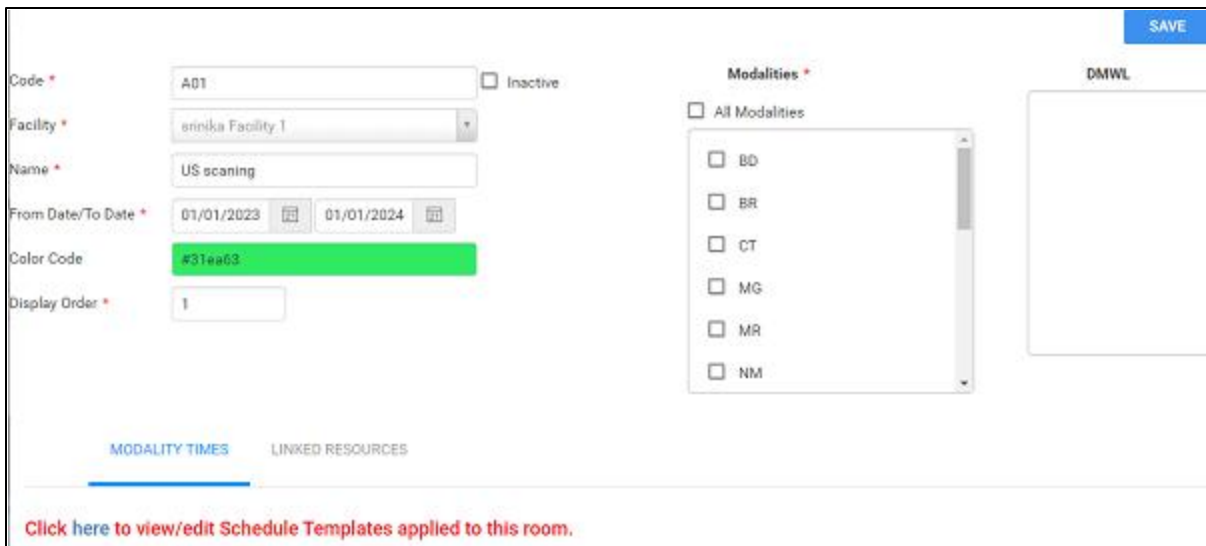 SAVE
Code *
A01
Inactive
Facility *
srinika Facility 1
Name *
US scaning
From Date/To Date *
01/01/2023
01/01/2024
Color Code
#31ea63
Display Order *
1
Modalities *
All Modalities
BD
BR
CT
MG
MR
NM
DMWL
MODALITY TIMES
LINKED RESOURCES
Click here to view/edit Schedule Templates applied to this room.